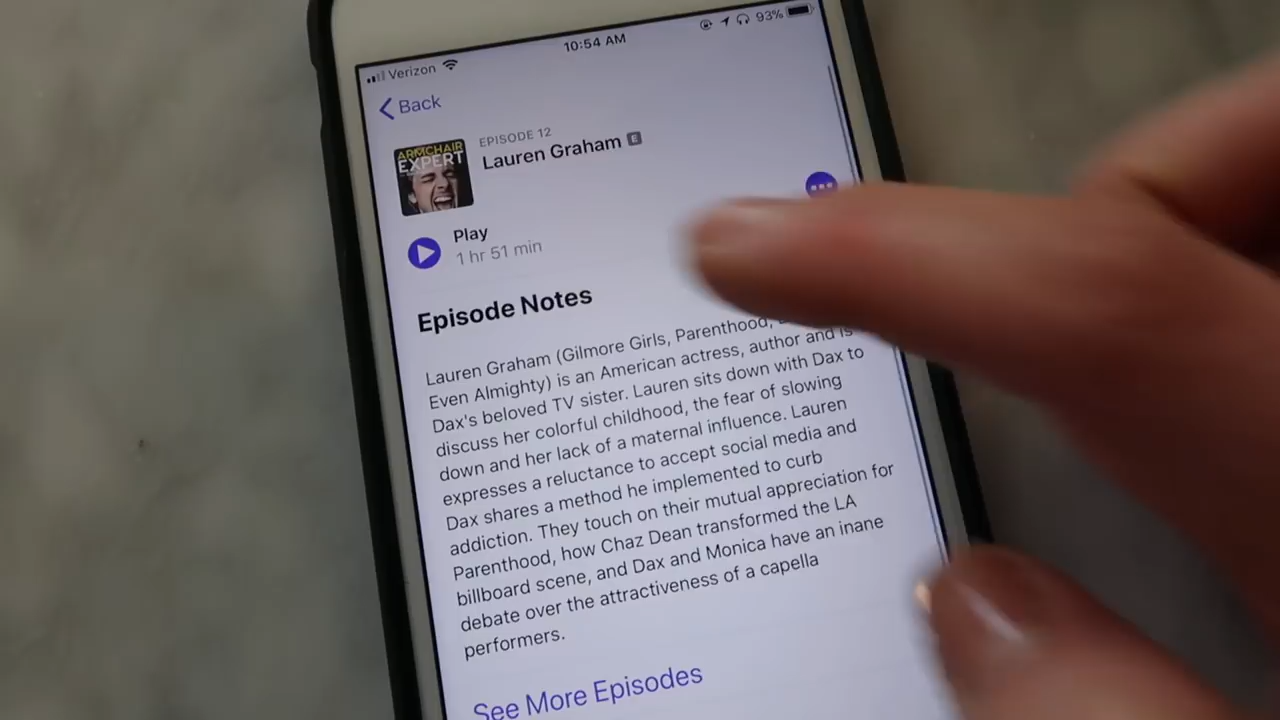 Verizon
10:54 AM
93%
Back
ARMCHAIR
EXPERT
EPISODE 12
Lauren Graham E
Play
1 hr 51 min
Episode Notes
Lauren Graham (Gilmore Girls, Parenthood,
Even Almighty) is an American actress, author and is
Dax's beloved TV sister. Lauren sits down with Dax to
discuss her colorful childhood, the fear of slowing
down and her lack of a maternal influence. Lauren
expresses a reluctance to accept social media and
Dax shares a method he implemented to curb
addiction. They touch on their mutual appreciation for
Parenthood, how Chaz Dean transformed the LA
billboard scene, and Dax and Monica have an inane
debate over the attractiveness of a capella
performers.
See More Episodes